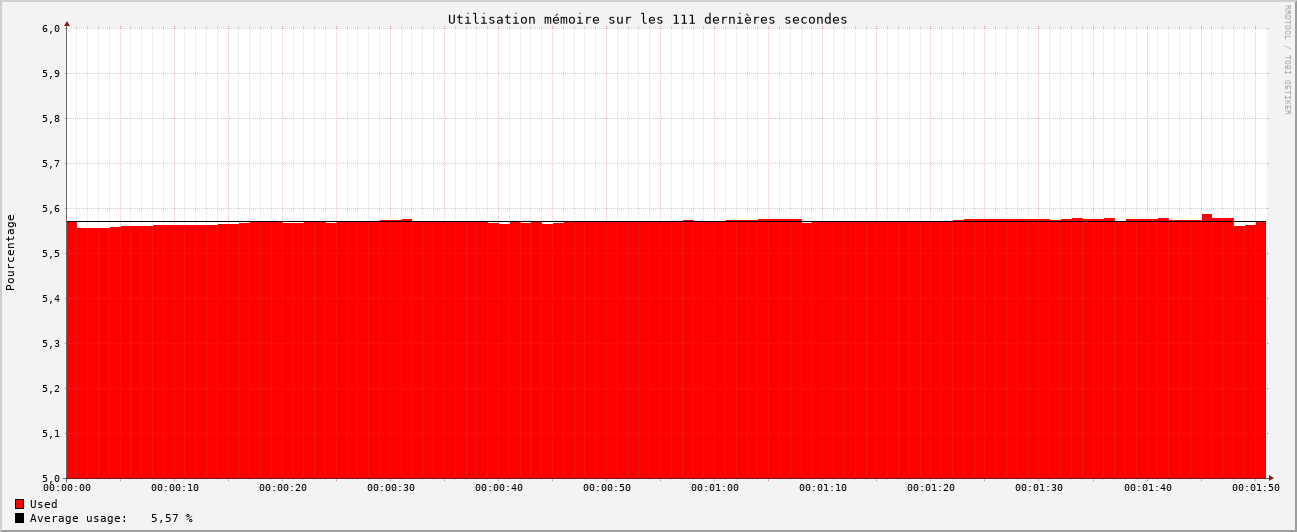 Utilisation mémoire sur les 111 dernières secondes
RRDTOOL / TOBI OETIKER
Pourcentage
6,0
5,9
5,8
5,7
5,6
5,5
5,4
5,3
5,2
5,1
5,0
00:00:00 00:00:10 00:00:20 00:00:30 00:00:40 00:00:50 00:01:00 00:01:10 00:01:20 00:01:30 00:01:40 00:01:50
Used
Average usage: 5,57 %